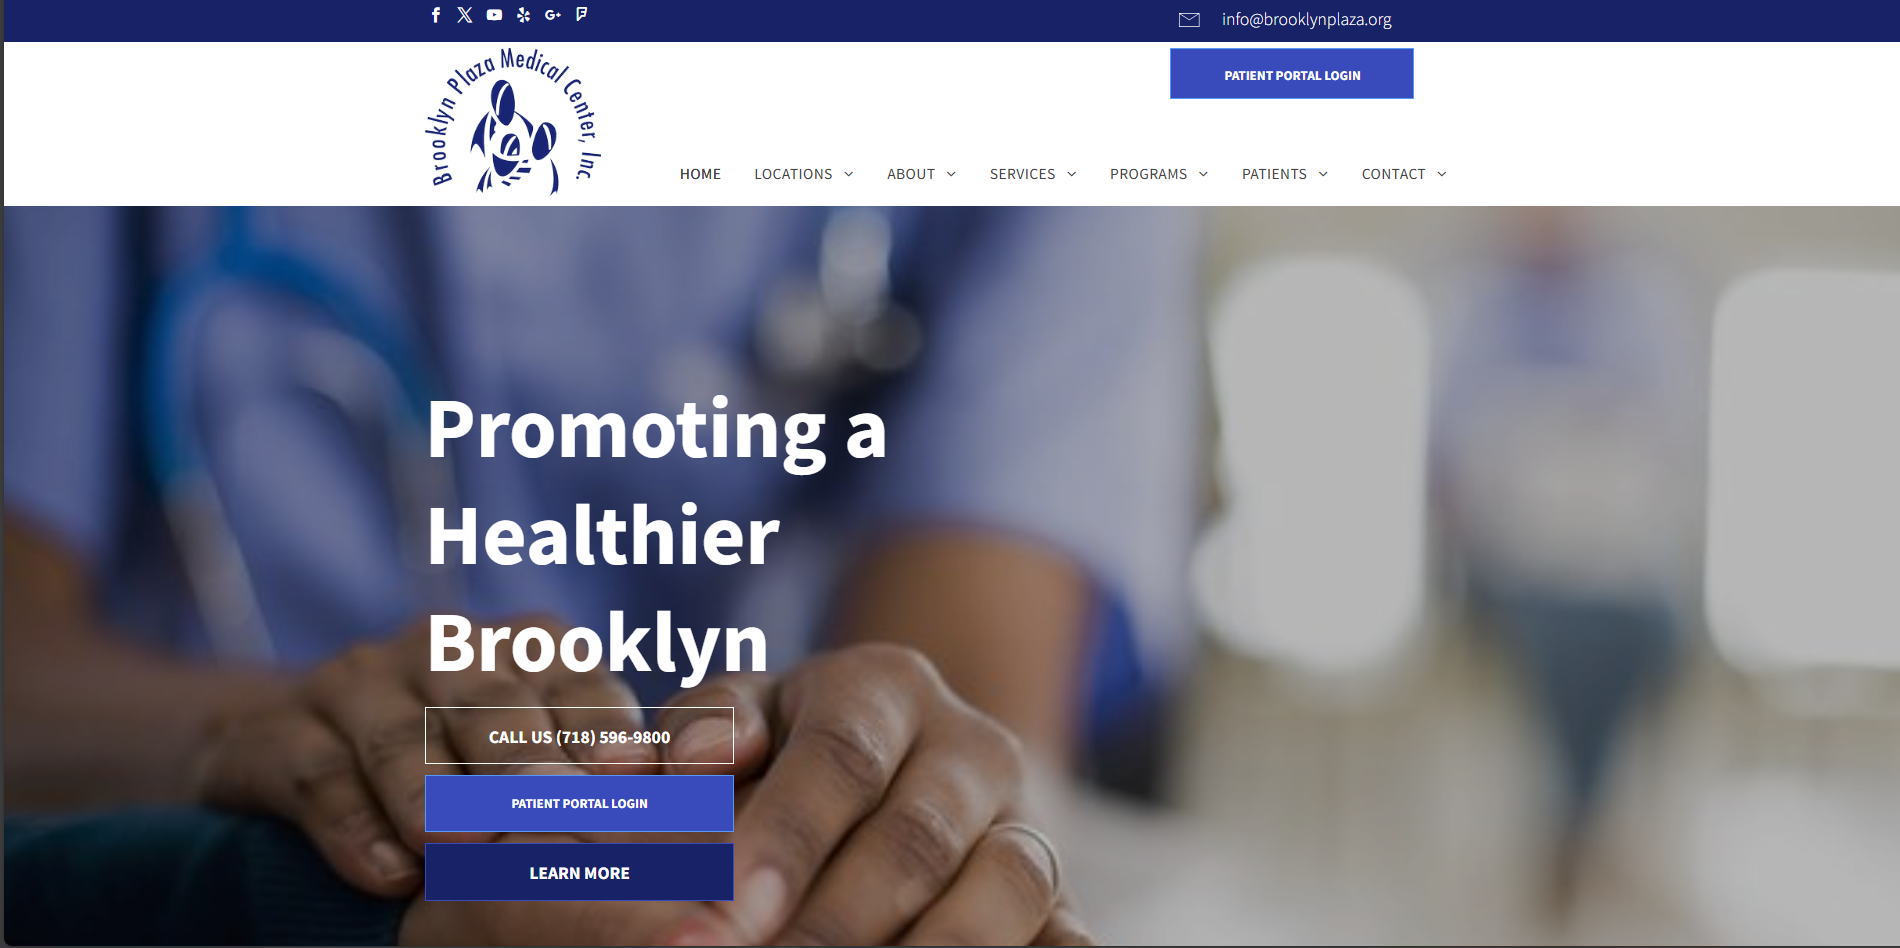 info@brooklynplaza.org
Brooklyn Plaza Medical Center, Inc.
PATIENT PORTAL LOGIN
HOME LOCATIONS ABOUT SERVICES PROGRAMS PATIENTS CONTACT
Promoting a
Healthier
Brooklyn
CALL US (718) 596-9800
PATIENT PORTAL LOGIN
LEARN MORE